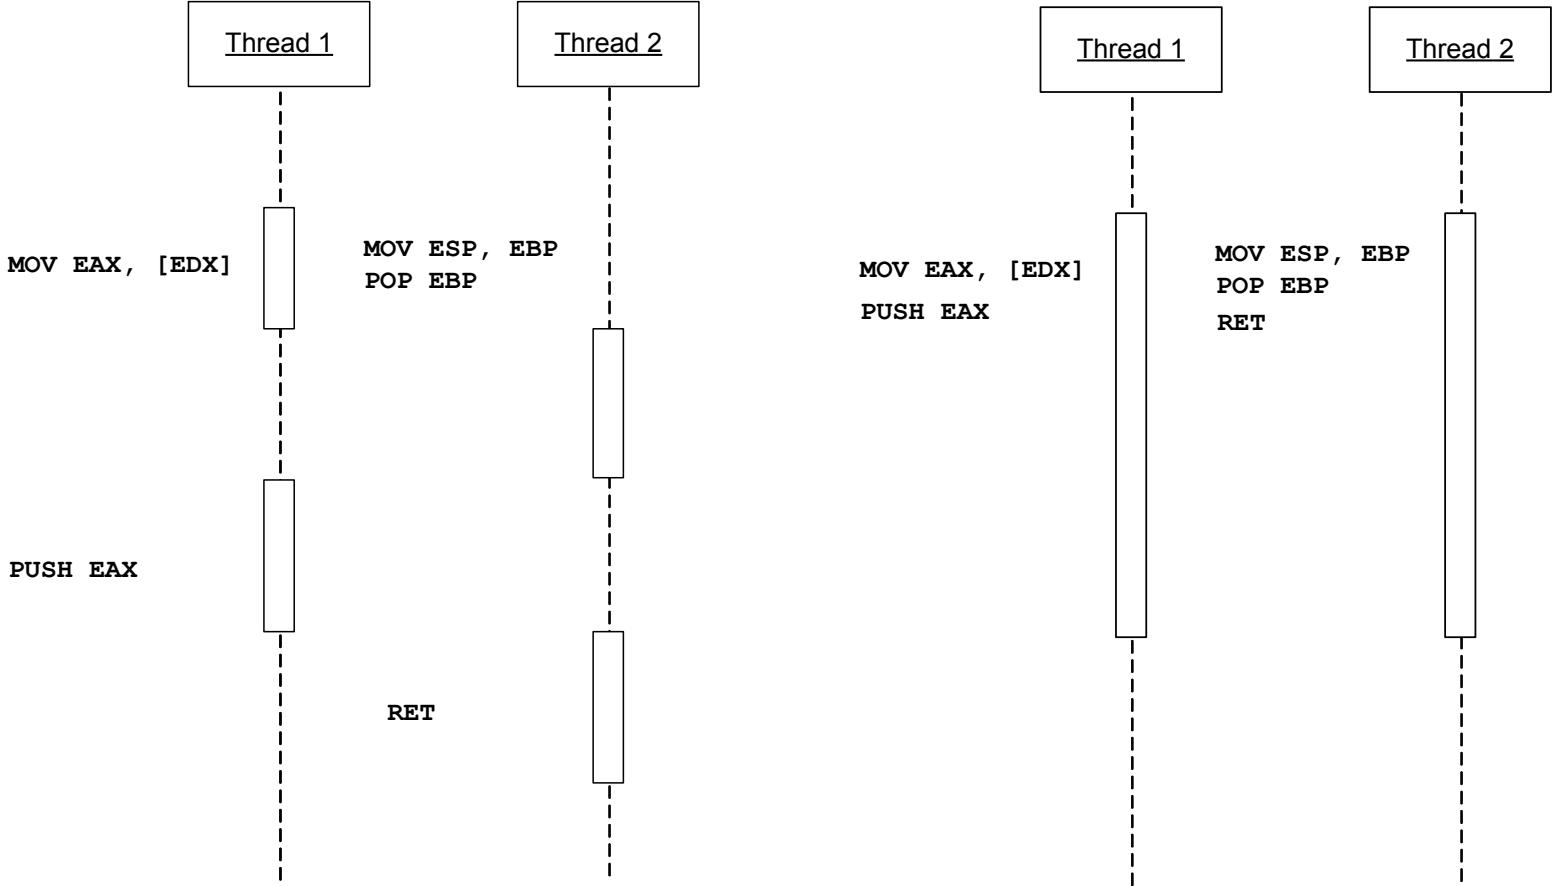 Thread 1
Thread 2
MOV EAX, [EDX]
MOV ESP, EBP
POP EBP
PUSH EAX
RET
Thread 1
Thread 2
MOV EAX, [EDX]
PUSH EAX
MOV ESP, EBP
POP EBP
RET